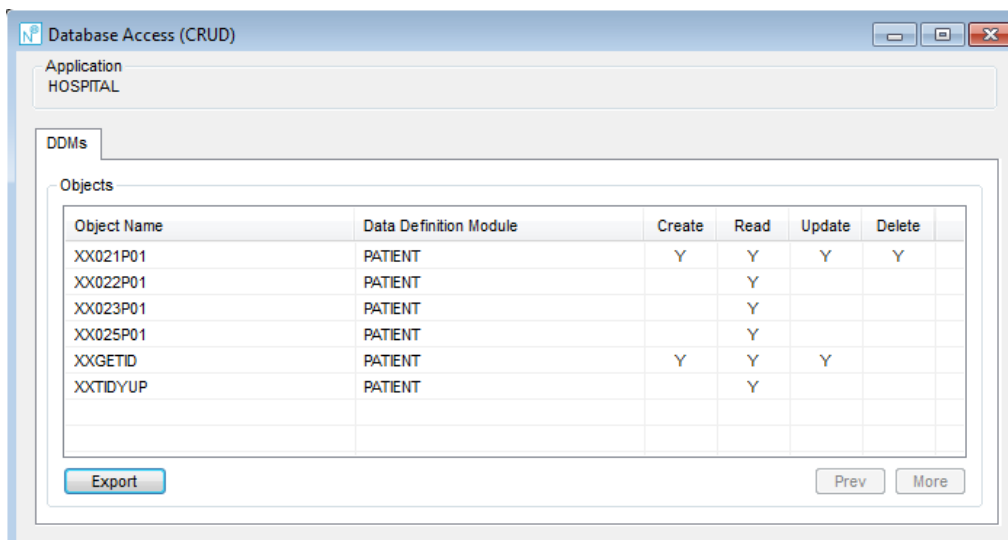 Database Access (CRUD)
Application
HOSPITAL
DDMs
Objects
Object Name Data Definition Module Create Read Update Delete
XX021P01 PATIENT Y Y Y Y
XX022P01 PATIENT Y
XX023P01 PATIENT Y
XX025P01 PATIENT Y
XXGETID PATIENT Y Y Y
XXTIDYUP PATIENT Y
Export Prev More